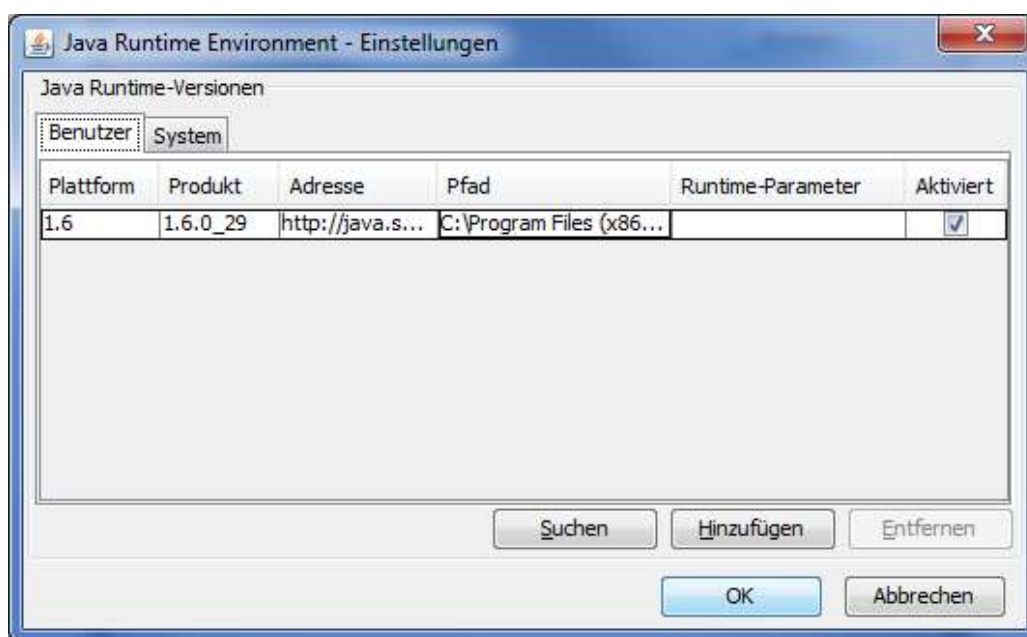 Java Runtime Environment - Einstellungen
Java Runtime-Versionen
Benutzer System
Plattform Produkt Adresse Pfad Runtime-Parameter Aktiviert
1.6 1.6.0_29 http://java.s... C:\Program Files (x86...
Suchen Hinzufügen Entfernen
OK Abbrechen